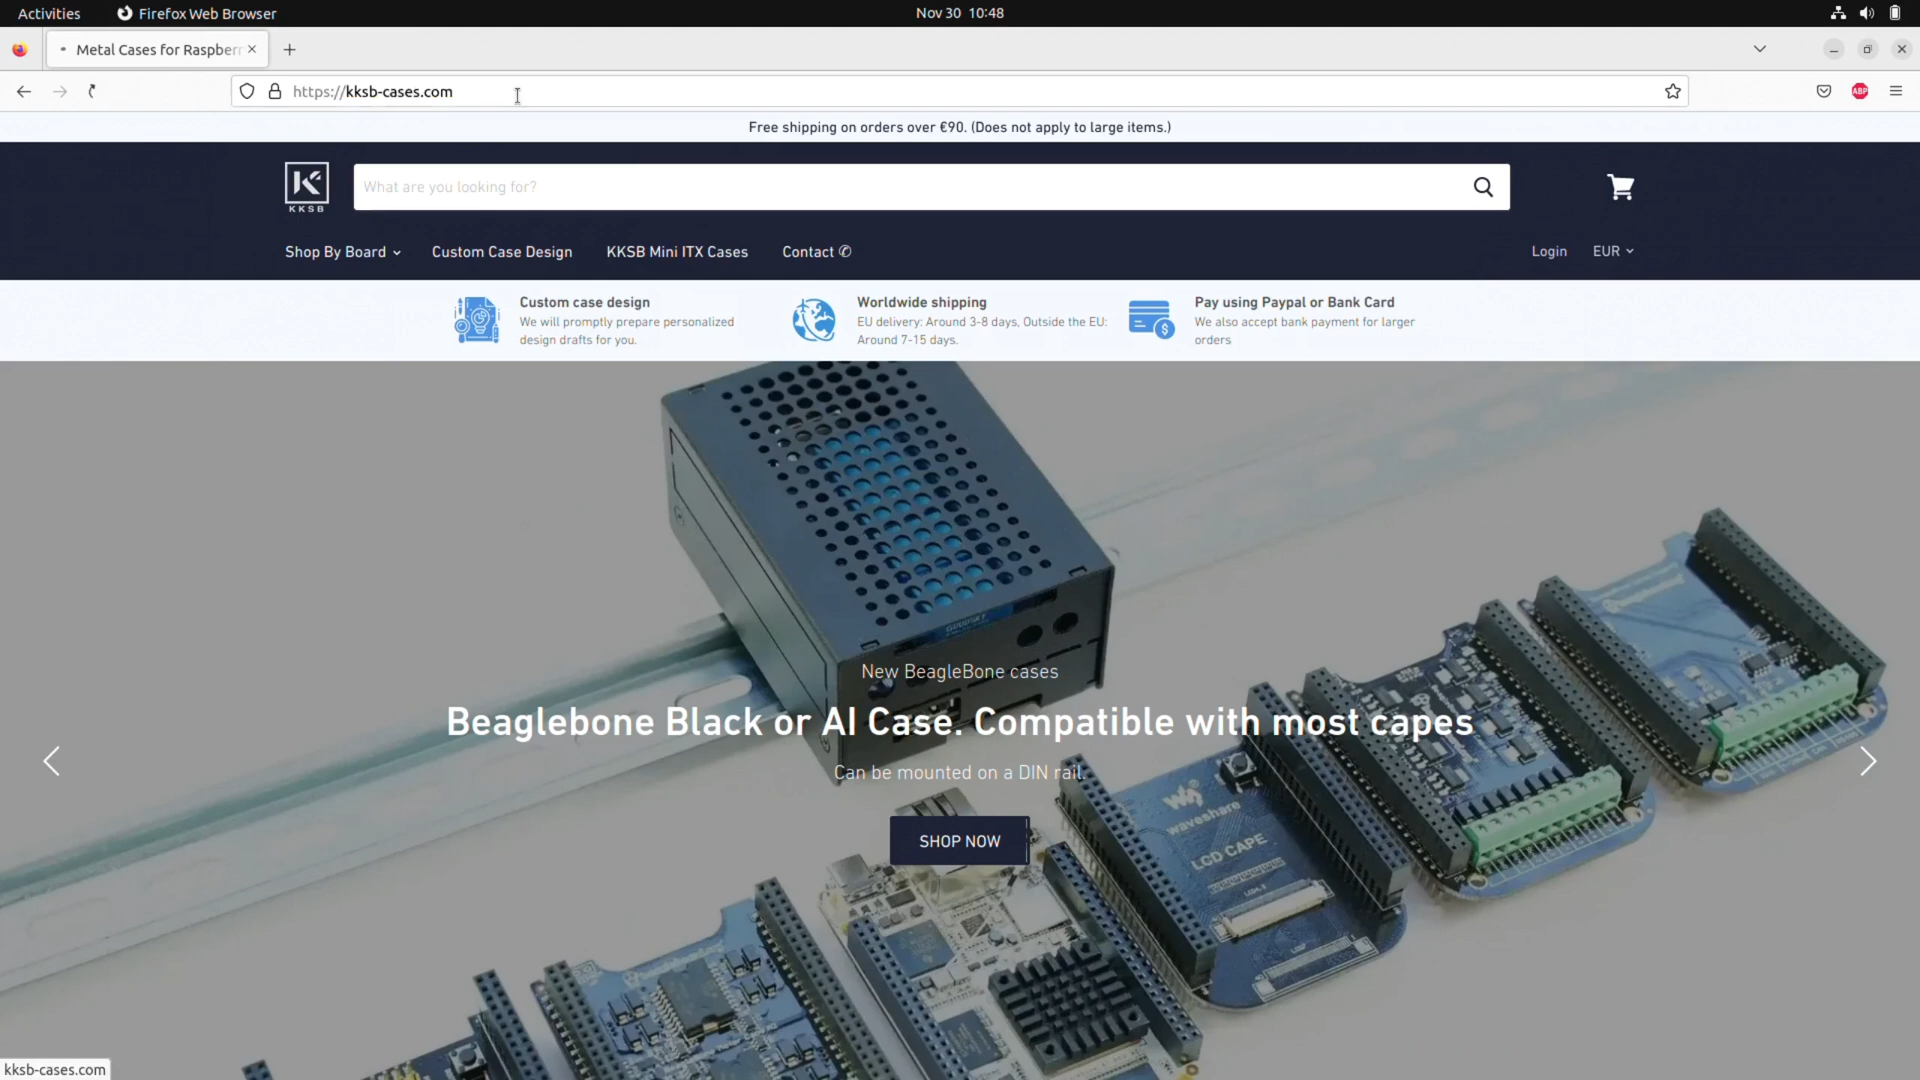 Activities Firefox Web Browser Nov 30 10:48
Metal Cases for Raspberr
https://kksb-cases.com ABP
Free shipping on orders over €90. (Does not apply to large items.)
KKSB
What are you looking for?
Shop By Board Custom Case Design KKSB Mini ITX Cases Contact ✆ Login EUR
Custom case design
We will promptly prepare personalized
design drafts for you.
Worldwide shipping
EU delivery: Around 3-8 days, Outside the EU:
Around 7-15 days.
Pay using Paypal or Bank Card
We also accept bank payment for larger
orders
New BeagleBone cases
Beaglebone Black or AI Case. Compatible with most capes
Can be mounted on a DIN rail.
SHOP NOW
waveshare
LCD CAPE
kksb-cases.com